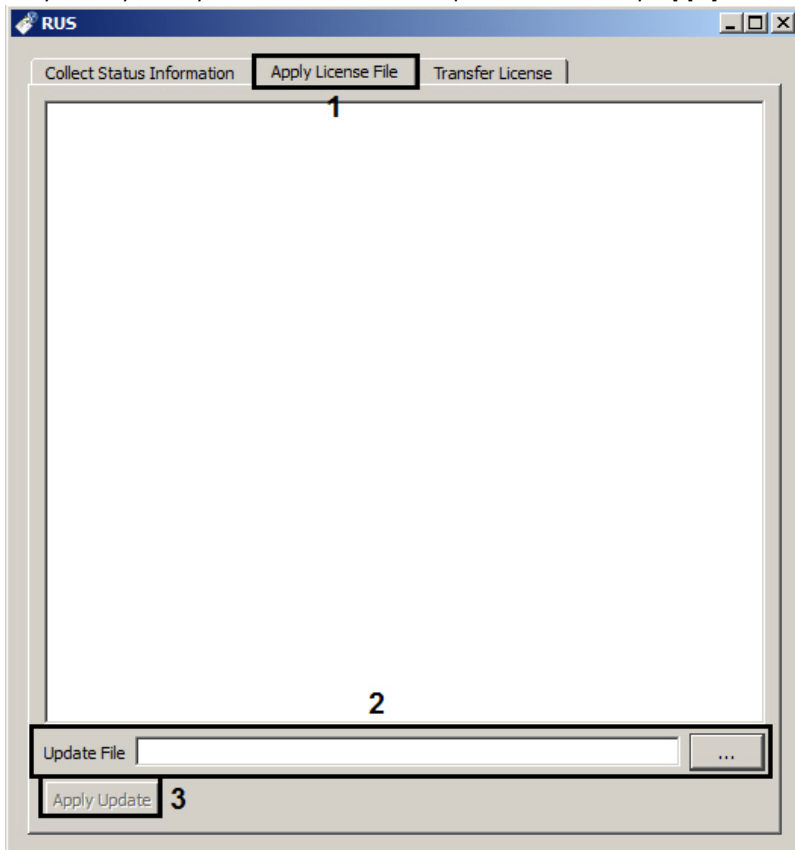 RUS
Collect Status Information Apply License File Transfer License
1
2
Update File ...
Apply Update 3